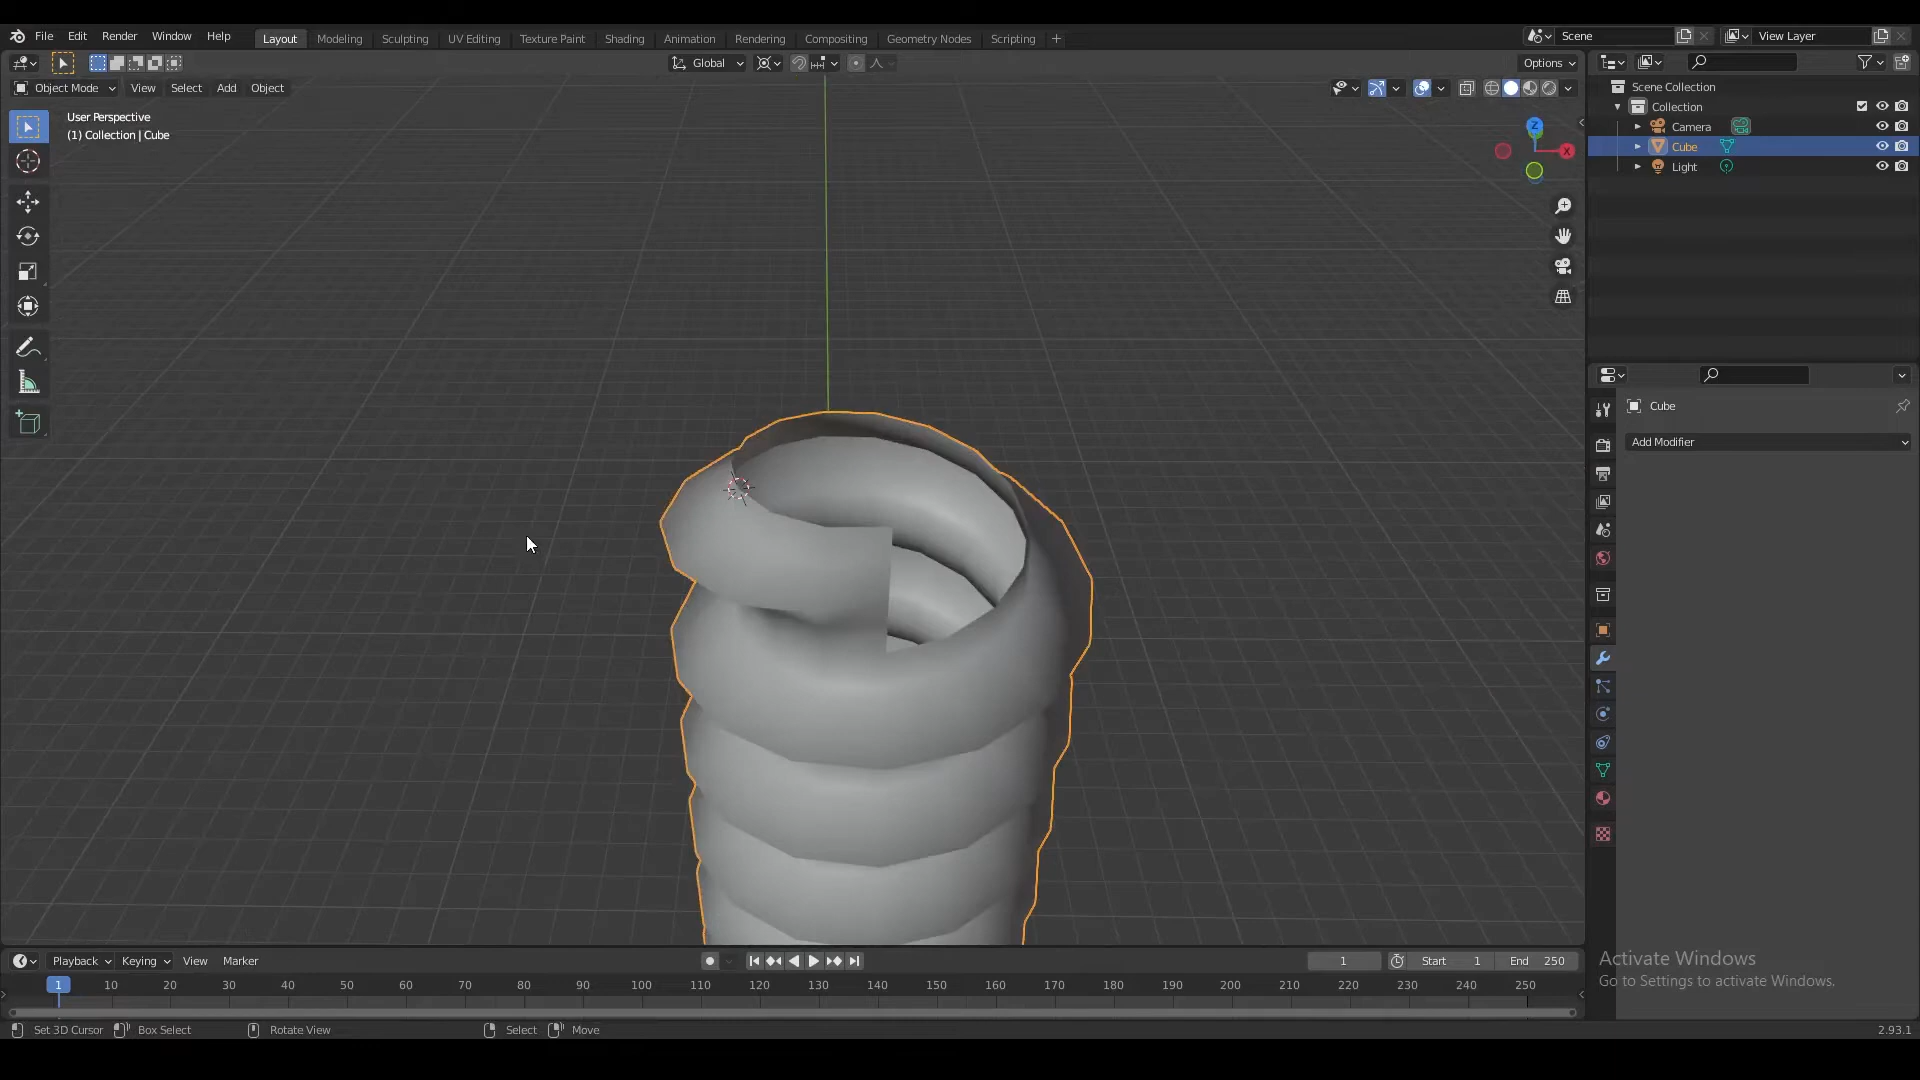 File Edit Render Window Help Layout Modeling Sculpting UV Editing Texture Paint Shading Animation Rendering Compositing Geometry Nodes Scripting + Scene View Layer
Global Options
Object Mode View Select Add Object
User Perspective
(1) Collection | Cube
Z
X
Scene Collection
Collection
Camera
Cube
Light
Cube
Add Modifier
Activate Windows
Go to Settings to activate Windows.
Playback Keying View Marker 1 Start 1 End 250
1 10 20 30 40 50 60 70 80 90 100 110 120 130 140 150 160 170 180 190 200 210 220 230 240 250
Set 3D Cursor Box Select Rotate View Select Move 2.93.1